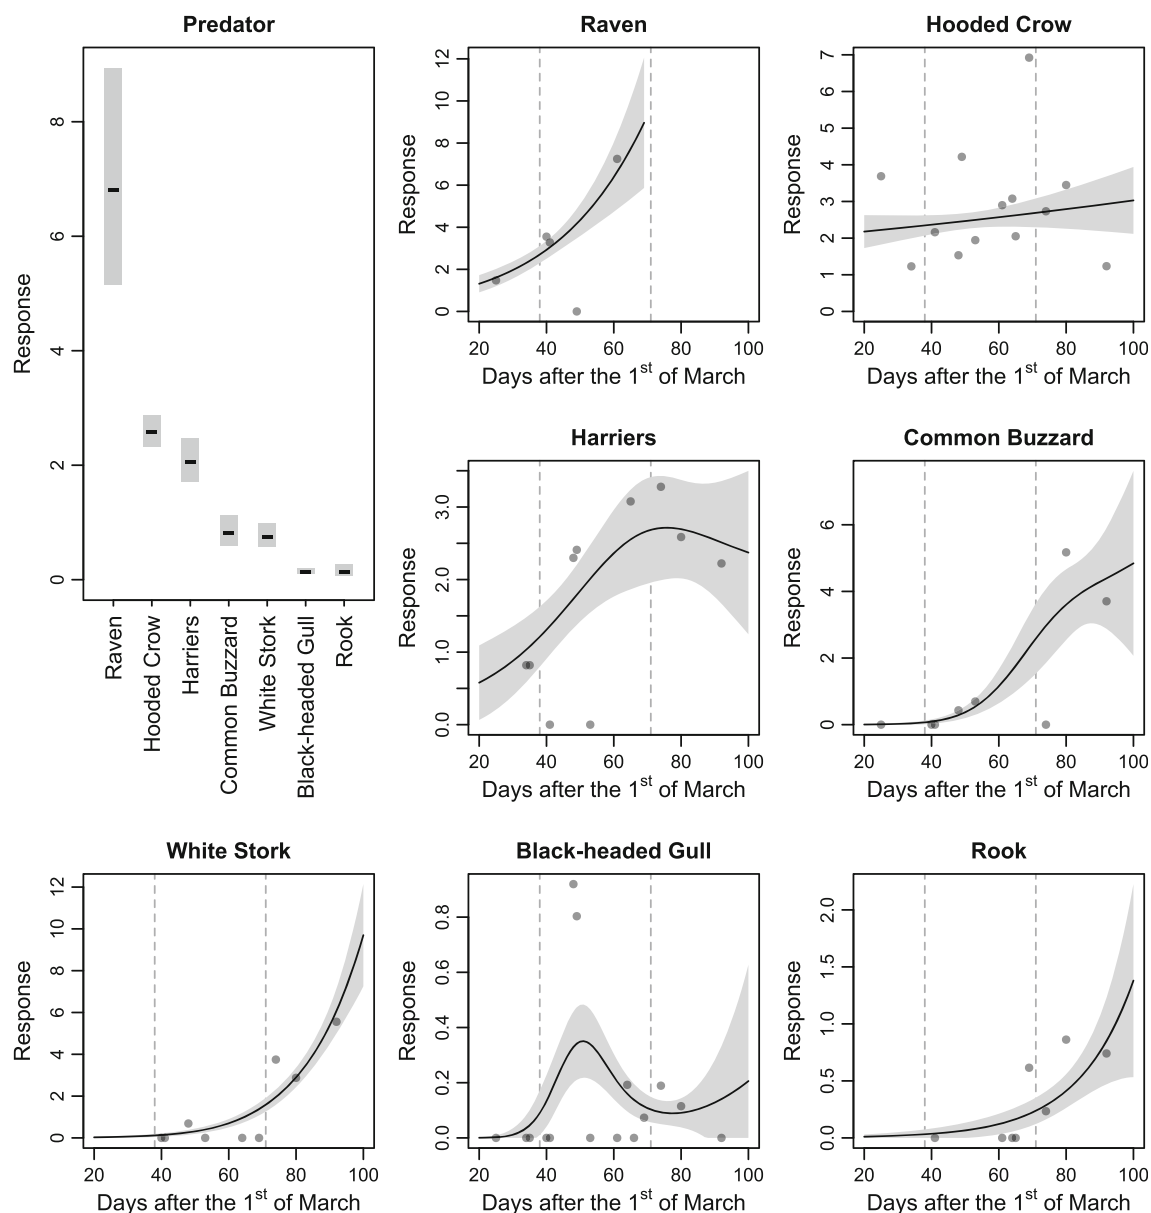 Predator
Response
0 2 4 6 8
Raven
Hooded Crow
Harriers
Common Buzzard
White Stork
Black-headed Gull
Rook
Raven
Response
0 2 4 6 8 10 12
20 40 60 80 100
Days after the 1st of March
Hooded Crow
Response
0 1 2 3 4 5 6 7
20 40 60 80 100
Days after the 1st of March
Harriers
Response
0.0 1.0 2.0 3.0
20 40 60 80 100
Days after the 1st of March
Common Buzzard
Response
0 2 4 6
20 40 60 80 100
Days after the 1st of March
White Stork
Response
0 2 4 6 8 10 12
20 40 60 80 100
Days after the 1st of March
Black-headed Gull
Response
0.0 0.2 0.4 0.6 0.8
20 40 60 80 100
Days after the 1st of March
Rook
Response
0.0 0.5 1.0 1.5 2.0
20 40 60 80 100
Days after the 1st of March